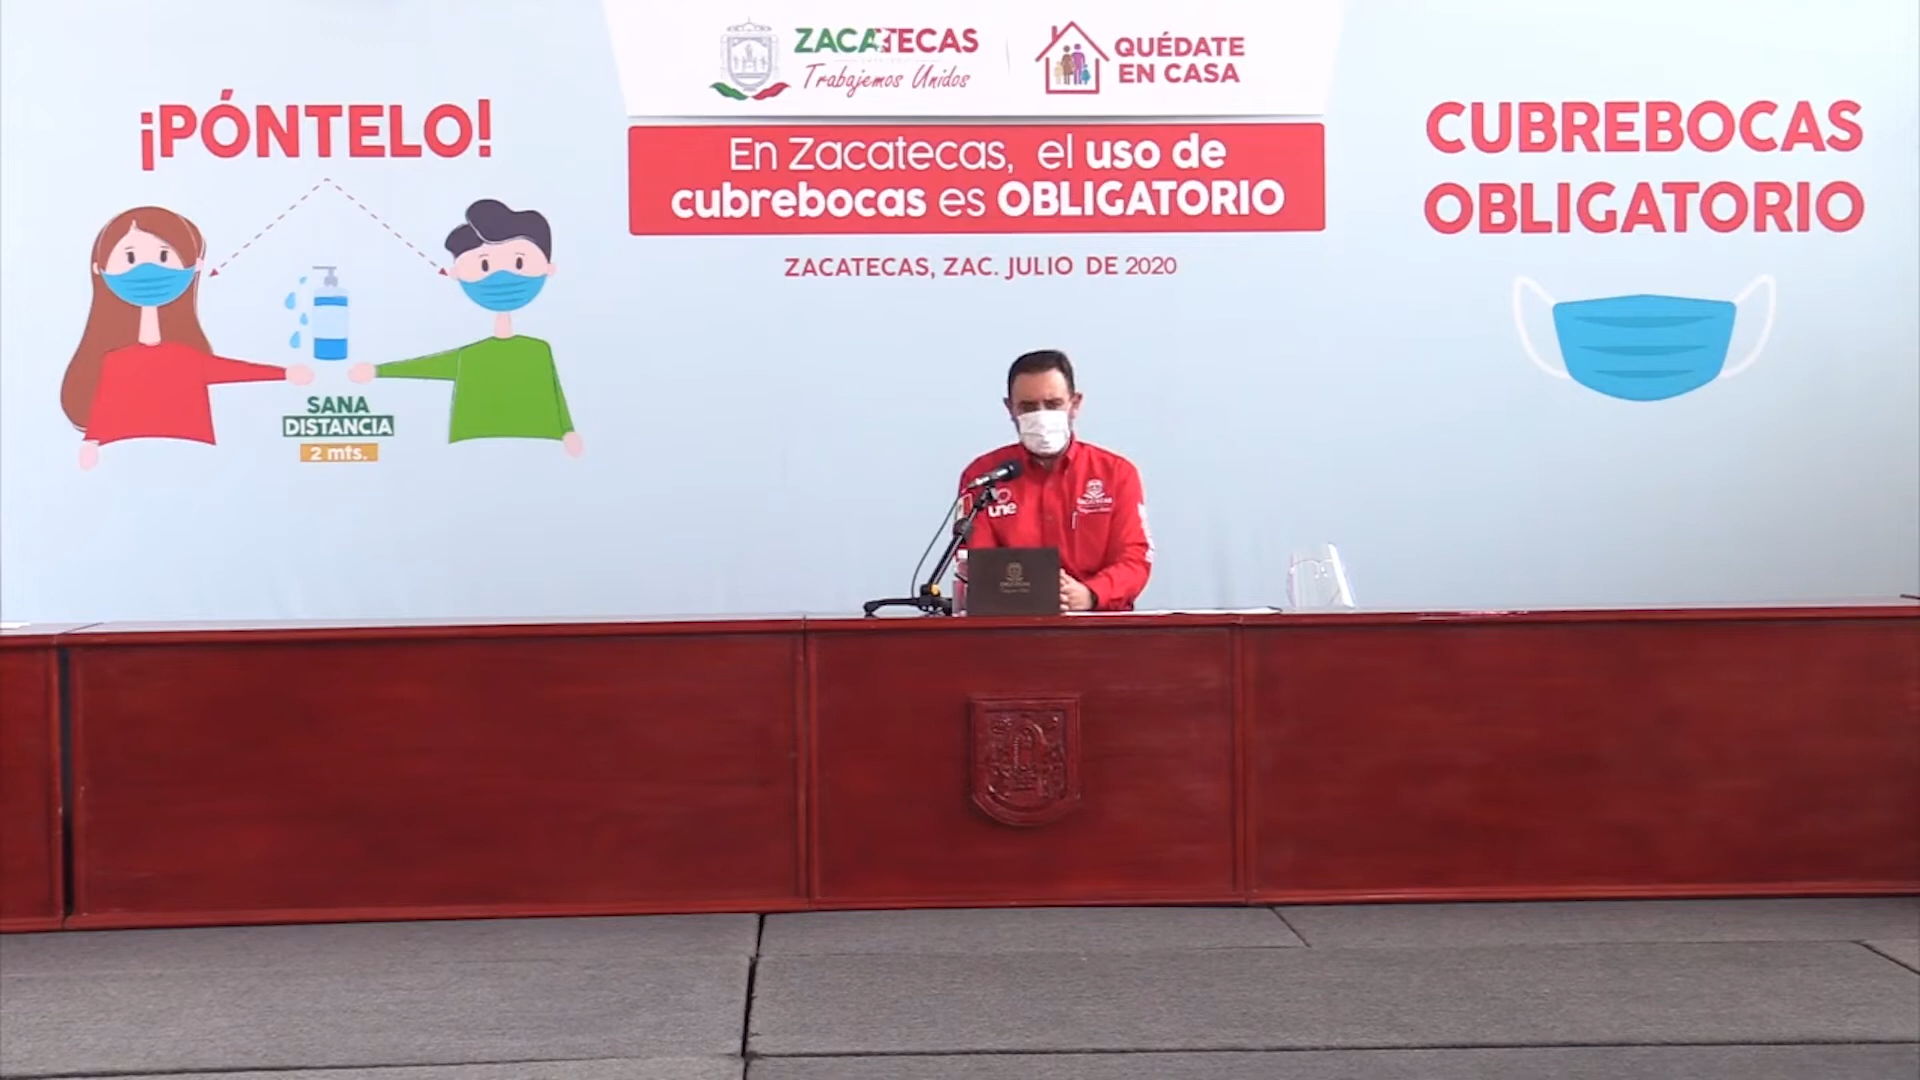 ZACATECAS
Trabajemos Unidos
QUÉDATE
EN CASA
¡PÓNTELO!
En Zacatecas, el uso de
cubrebocas es OBLIGATORIO
ZACATECAS, ZAC. JULIO DE 2020
CUBREBOCAS
OBLIGATORIO
SANA
DISTANCIA
2 mts.
une